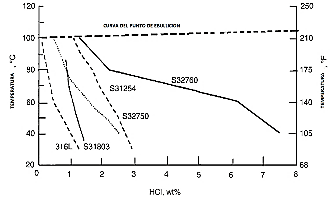 CURVA DEL PUNTO DE EBULLICION
120
100
80
60
40
20
TEMPERATURA , °C
250
210
175
140
105
68
TEMPERATURA , °F
S32760
S31254
S32750
316L
S31803
0 1 2 3 4 5 6 7 8
HCl, wt%